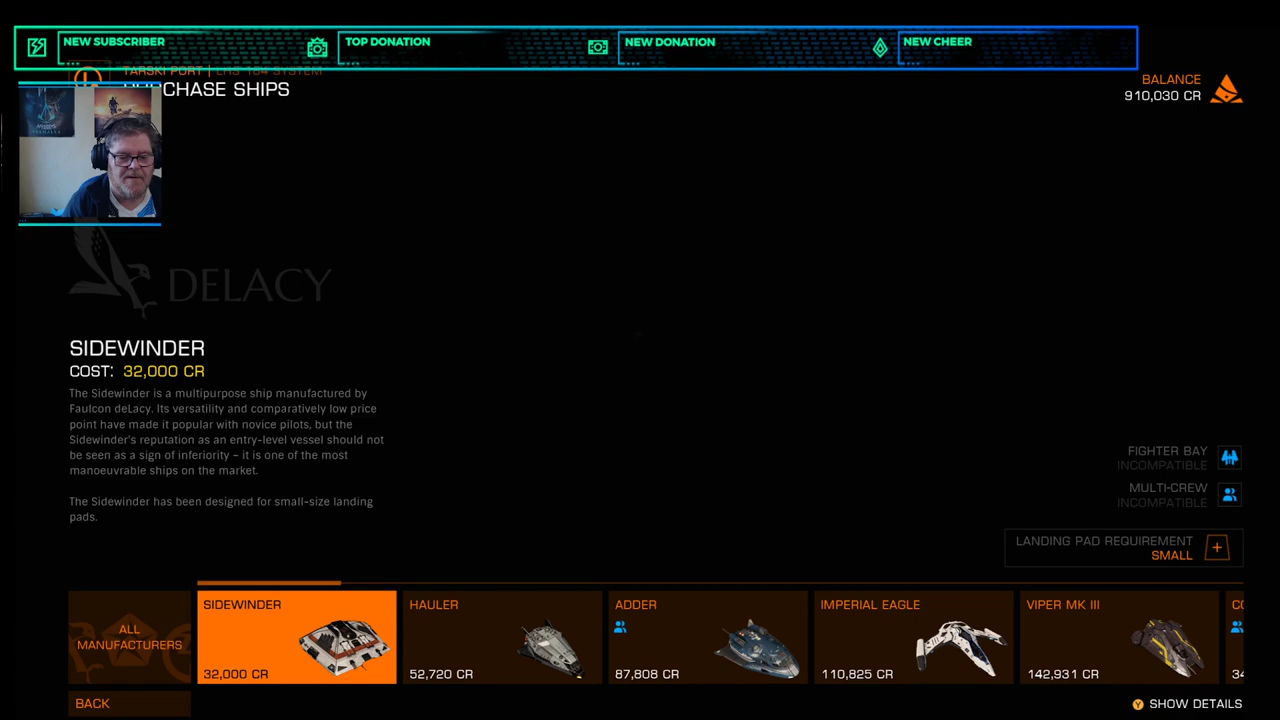 NEW SUBSCRIBER
TOP DONATION
NEW DONATION
NEW CHEER
TARSKI PORT | LHS 164 SYSTEM
CHASE SHIPS
BALANCE
910,030 CR
DELACY
SIDEWINDER
COST: 32,000 CR
The Sidewinder is a multipurpose ship manufactured by
Faulcon deLacy. Its versatility and comparatively low price
point have made it popular with novice pilots, but the
Sidewinder's reputation as an entry-level vessel should not
be seen as a sign of inferiority – it is one of the most
manoeuvrable ships on the market.
The Sidewinder has been designed for small-size landing
pads.
FIGHTER BAY
INCOMPATIBLE
MULTI-CREW
INCOMPATIBLE
LANDING PAD REQUIREMENT
SMALL
ALL
MANUFACTURERS
SIDEWINDER
32,000 CR
HAULER
52,720 CR
ADDER
87,808 CR
IMPERIAL EAGLE
110,825 CR
VIPER MK III
142,931 CR
BACK
Y SHOW DETAILS